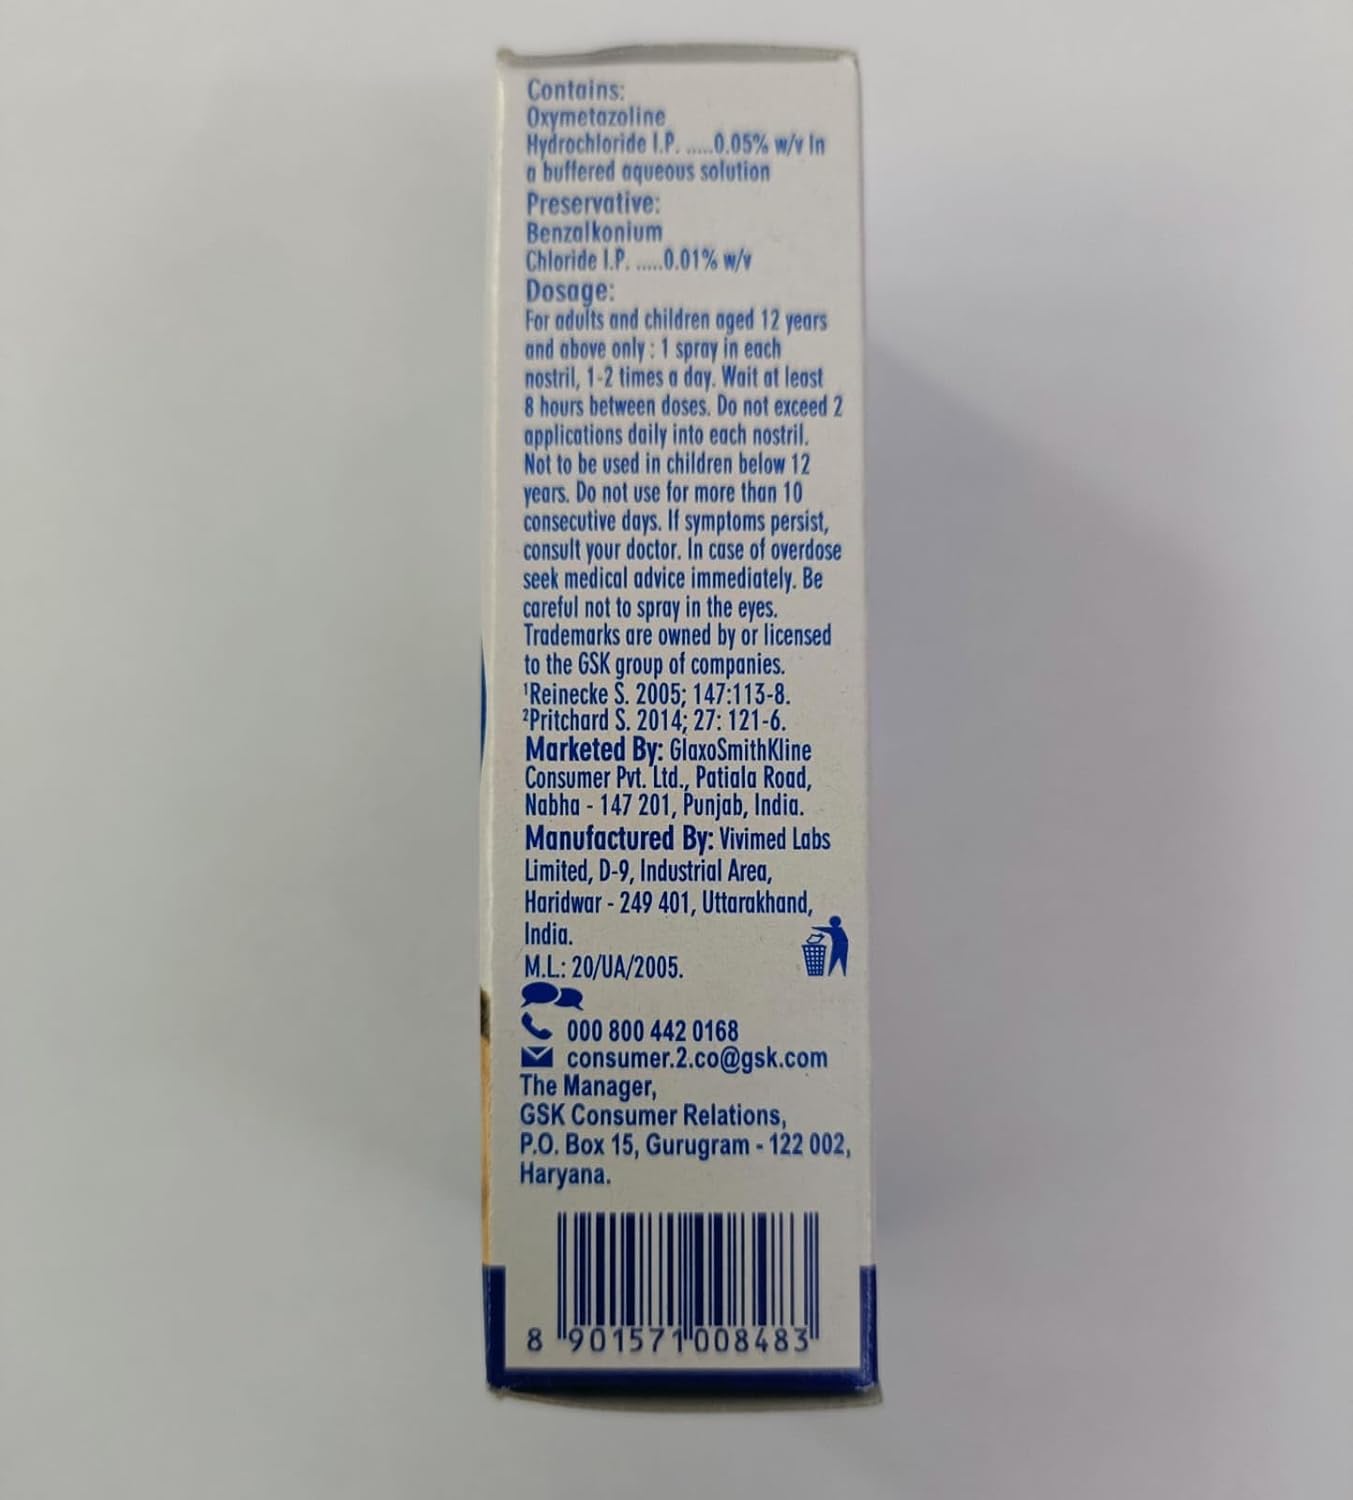 Contains:
Oxymetazoline
Hydrochloride I.P. .....0.05% w/v In
a buffered aqueous solution
Preservative:
Benzalkonium
Chloride I.P. .....0.01% w/v
Dosage:
For adults and children aged 12 years
and above only : 1 spray in each
nostril, 1-2 times a day. Wait at least
8 hours between doses. Do not exceed 2
applications daily into each nostril.
Not to be used in children below 12
years. Do not use for more than 10
consecutive days. If symptoms persist,
consult your doctor. In case of overdose
seek medical advice immediately. Be
careful not to spray in the eyes.
Trademarks are owned by or licensed
to the GSK group of companies.
¹Reinecke S. 2005; 147:113-8.
²Pritchard S. 2014; 27: 121-6.
Marketed By: GlaxoSmithKline
Consumer Pvt. Ltd., Patiala Road,
Nabha - 147 201, Punjab, India.
Manufactured By: Vivimed Labs
Limited, D-9, Industrial Area,
Haridwar - 249 401, Uttarakhand,
India.
M.L.: 20/UA/2005.
000 800 442 0168
consumer.2.co@gsk.com
The Manager,
GSK Consumer Relations,
P.O. Box 15, Gurugram - 122 002,
Haryana.
8 901571 008483